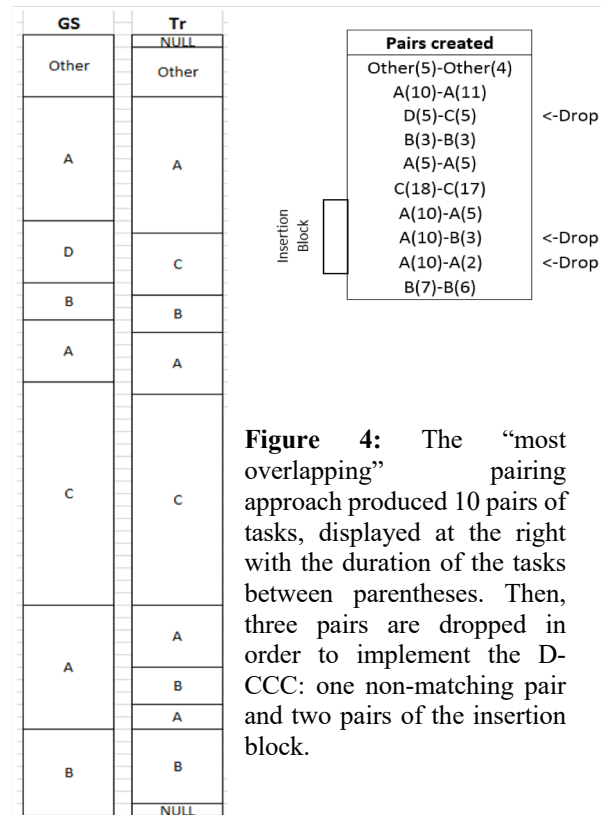 GS
Other
A
D
B
A
C
A
B
Tr
NULL
Other
A
C
B
A
C
A
B
A
B
NULL
Pairs created
Other(5)-Other(4)
A(10)-A(11)
D(5)-C(5) <-Drop
B(3)-B(3)
A(5)-A(5)
C(18)-C(17)
A(10)-A(5)
A(10)-B(3) <-Drop
A(10)-A(2) <-Drop
B(7)-B(6)
Insertion
Block
Figure 4: The “most
overlapping” pairing
approach produced 10 pairs of
tasks, displayed at the right
with the duration of the tasks
between parentheses. Then,
three pairs are dropped in
order to implement the D-
CCC: one non-matching pair
and two pairs of the insertion
block.